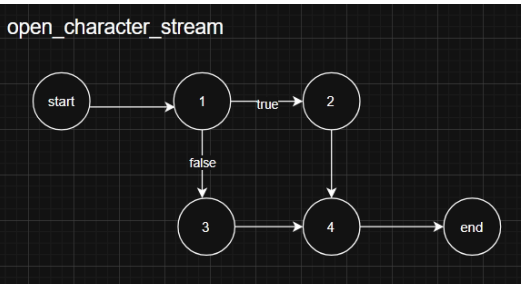 open_character_stream
start
1
true
2
false
3
4
end